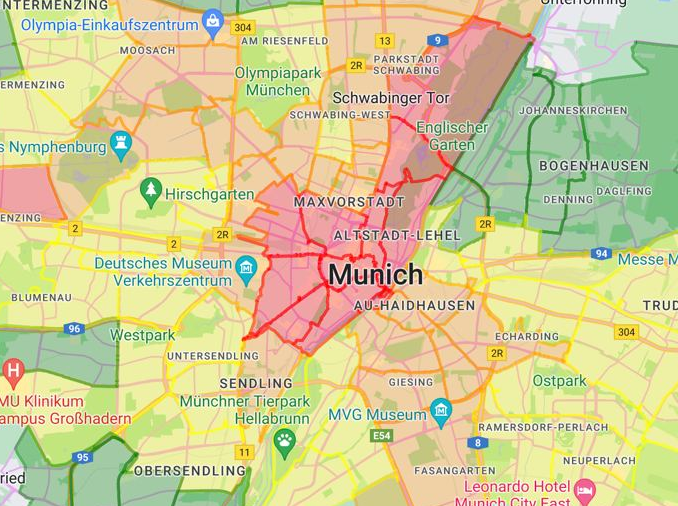 NTERMENZING
Unterföhring
Olympia-Einkaufszentrum
304
AM RIESENFELD
13
9
MOOSACH
PARKSTADT
SCHWABING
2R
Olympiapark
München
ERMENZING
Schwabinger Tor
SCHWABING-WEST
JOHANNESKIRCHEN
Englischer
Garten
s Nymphenburg
BOGENHAUSEN
Hirschgarten
DAGLFING
DENNING
MAXVORSTADT
ENZING
2
2
2R
2R
ALTSTADT-LEHEL
94
Messe M
Deutsches Museum
Verkehrszentrum
Munich
BLUMENAU
AU-HAIDHAUSEN
TRUD
96
Westpark
304
ECHARDING
UNTERSENDLING
2R
MU Klinikum
ampus Großhadern
SENDLING
GIESING
Ostpark
Münchner Tierpark
Hellabrunn
MVG Museum
RAMERSDORF-PERLACH
E54
8
11
95
NEUPERLACH
OBERSENDLING
FASANGARTEN
ried
Leonardo Hotel
Munich City East